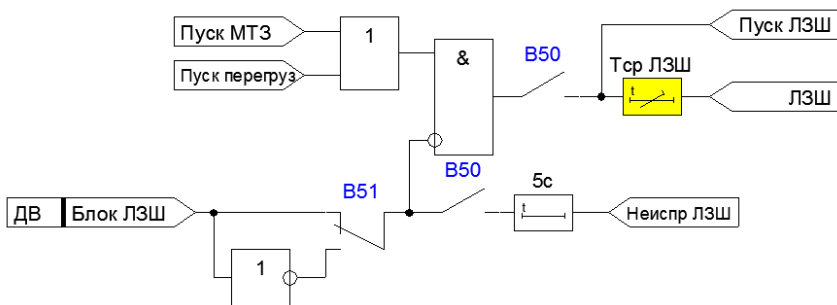 Пуск МТЗ
1
Пуск перегруз
&
В50
Тср ЛЗШ
t
Пуск ЛЗШ
ЛЗШ
ДВ
Блок ЛЗШ
В51
В50
5с
t
Неиспр ЛЗШ
1